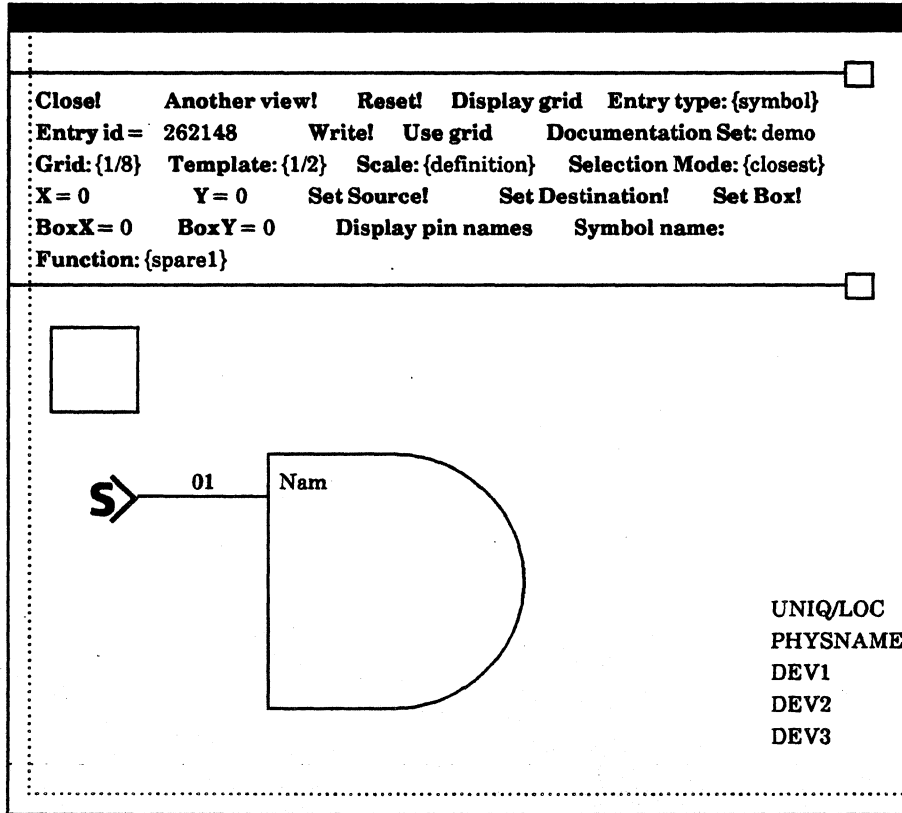 Close! Another view! Reset! Display grid Entry type: {symbol}
Entry id = 262148 Write! Use grid Documentation Set: demo
Grid: {1/8} Template: {1/2} Scale: {definition} Selection Mode: {closest}
X = 0 Y = 0 Set Source! Set Destination! Set Box!
BoxX = 0 BoxY = 0 Display pin names Symbol name:
Function: {spare1}
S 01 Nam
UNIQ/LOC
PHYSNAME
DEV1
DEV2
DEV3